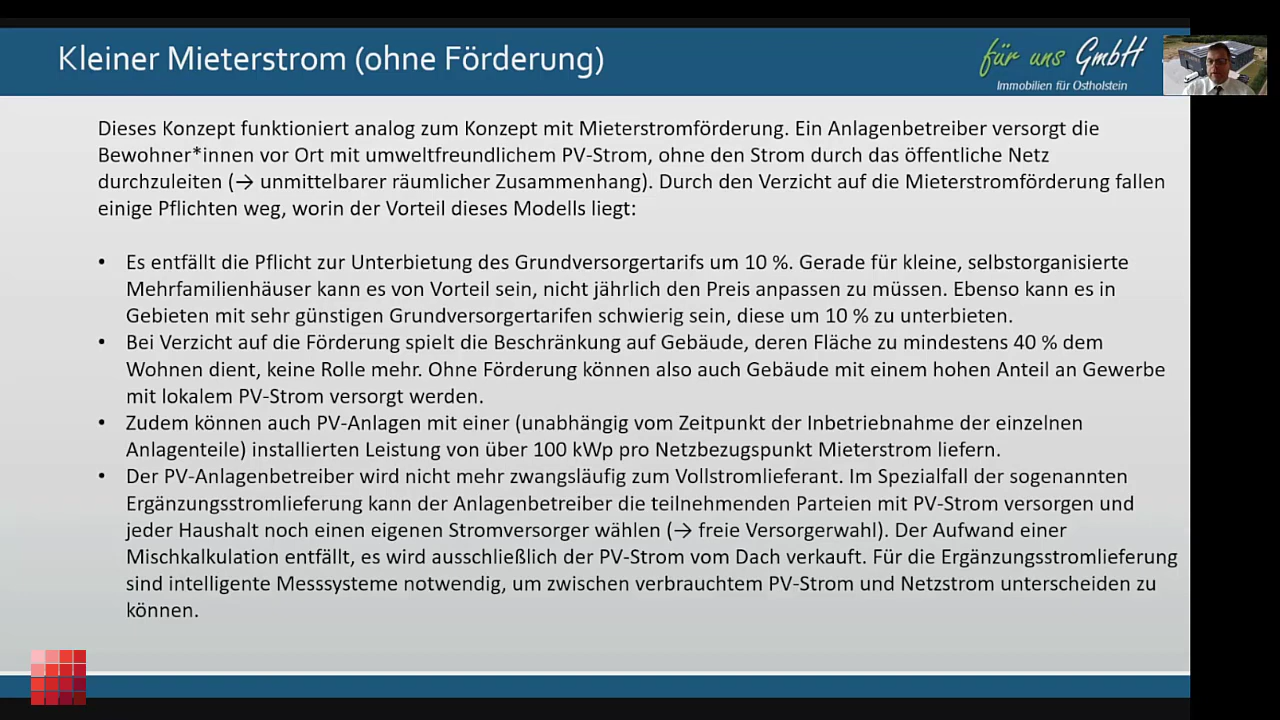 Kleiner Mieterstrom (ohne Förderung)
für uns GmbH
Immobilien für Ostholstein
Dieses Konzept funktioniert analog zum Konzept mit Mieterstromförderung. Ein Anlagenbetreiber versorgt die
Bewohner*innen vor Ort mit umweltfreundlichem PV-Strom, ohne den Strom durch das öffentliche Netz
durchzuleiten (→ unmittelbarer räumlicher Zusammenhang). Durch den Verzicht auf die Mieterstromförderung fallen
einige Pflichten weg, worin der Vorteil dieses Modells liegt:
• Es entfällt die Pflicht zur Unterbietung des Grundversorgertarifs um 10 %. Gerade für kleine, selbstorganisierte
Mehrfamilienhäuser kann es von Vorteil sein, nicht jährlich den Preis anpassen zu müssen. Ebenso kann es in
Gebieten mit sehr günstigen Grundversorgertarifen schwierig sein, diese um 10 % zu unterbieten.
• Bei Verzicht auf die Förderung spielt die Beschränkung auf Gebäude, deren Fläche zu mindestens 40 % dem
Wohnen dient, keine Rolle mehr. Ohne Förderung können also auch Gebäude mit einem hohen Anteil an Gewerbe
mit lokalem PV-Strom versorgt werden.
• Zudem können auch PV-Anlagen mit einer (unabhängig vom Zeitpunkt der Inbetriebnahme der einzelnen
Anlagenteile) installierten Leistung von über 100 kWp pro Netzbezugspunkt Mieterstrom liefern.
• Der PV-Anlagenbetreiber wird nicht mehr zwangsläufig zum Vollstromlieferant. Im Spezialfall der sogenannten
Ergänzungsstromlieferung kann der Anlagenbetreiber die teilnehmenden Parteien mit PV-Strom versorgen und
jeder Haushalt noch einen eigenen Stromversorger wählen (→ freie Versorgerwahl). Der Aufwand einer
Mischkalkulation entfällt, es wird ausschließlich der PV-Strom vom Dach verkauft. Für die Ergänzungsstromlieferung
sind intelligente Messsysteme notwendig, um zwischen verbrauchtem PV-Strom und Netzstrom unterscheiden zu
können.